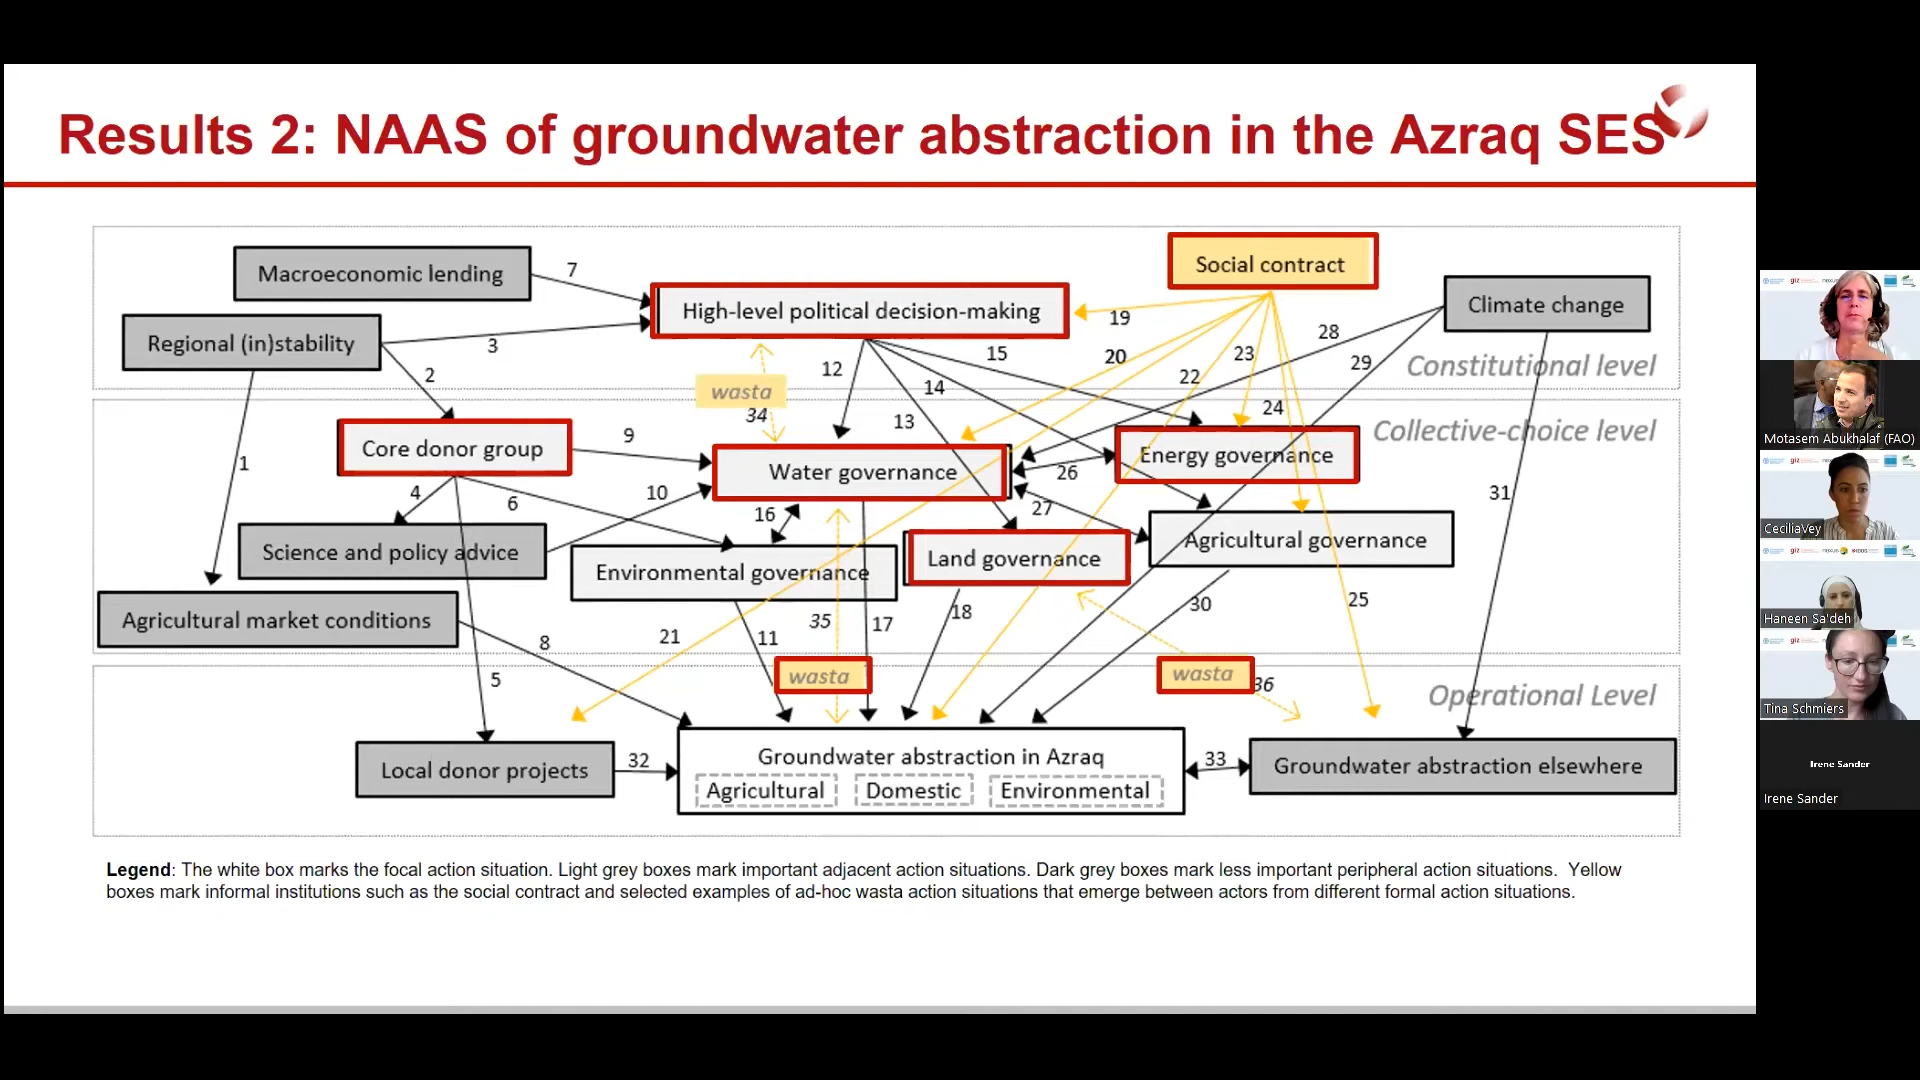 Results 2: NAAS of groundwater abstraction in the Azraq SES
Social contract
Macroeconomic lending
7
High-level political decision-making
Climate change
19
Regional (in)stability
3
28
15
20
23
29
Constitutional level
12
2
22
14
wasta
34
24
13
Collective-choice level
9
Core donor group
Energy governance
1
Water governance
26
4
6
10
31
27
16
Science and policy advice
Agricultural governance
Land governance
Environmental governance
30
25
18
Agricultural market conditions
35
17
21
11
8
wasta
wasta
36
5
Operational Level
Groundwater abstraction in Azraq
32
33
Local donor projects
Groundwater abstraction elsewhere
Agricultural
Domestic
Environmental
Legend: The white box marks the focal action situation. Light grey boxes mark important adjacent action situations. Dark grey boxes mark less important peripheral action situations. Yellow
boxes mark informal institutions such as the social contract and selected examples of ad-hoc wasta action situations that emerge between actors from different formal action situations.
Motasem Abukhalaf (FAO)
CeciliaVey
Haneen Sa'deh
Tina Schmiers
Irene Sander
Irene Sander